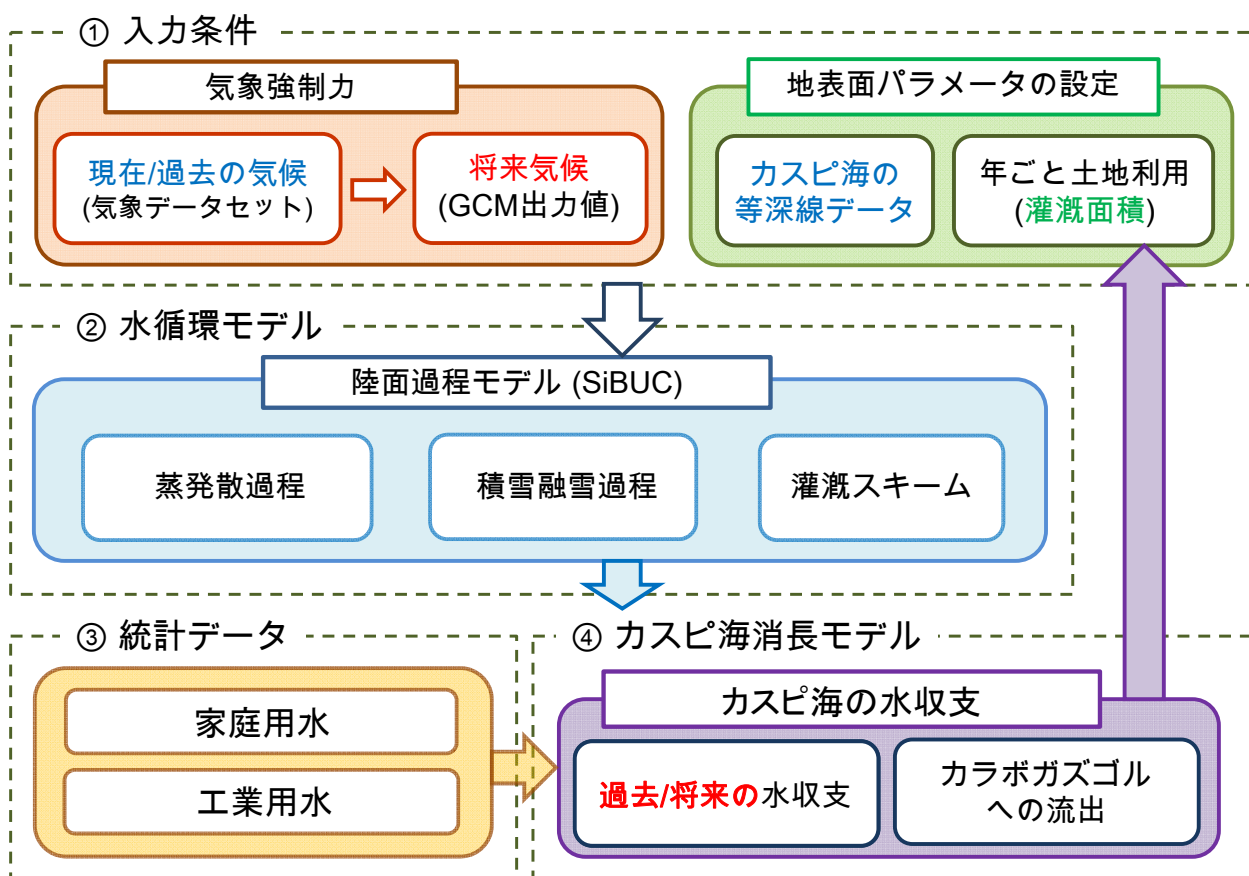 ① 入力条件
気象強制力
現在/過去の気候
(気象データセット)
将来気候
(GCM出力値)
地表面パラメータの設定
カスピ海の
等深線データ
年ごと土地利用
(灌漑面積)
② 水循環モデル
陸面過程モデル (SiBUC)
蒸発散過程
積雪融雪過程
灌漑スキーム
③ 統計データ
家庭用水
工業用水
④ カスピ海消長モデル
カスピ海の水収支
過去/将来の水収支
カラボガズゴル
への流出